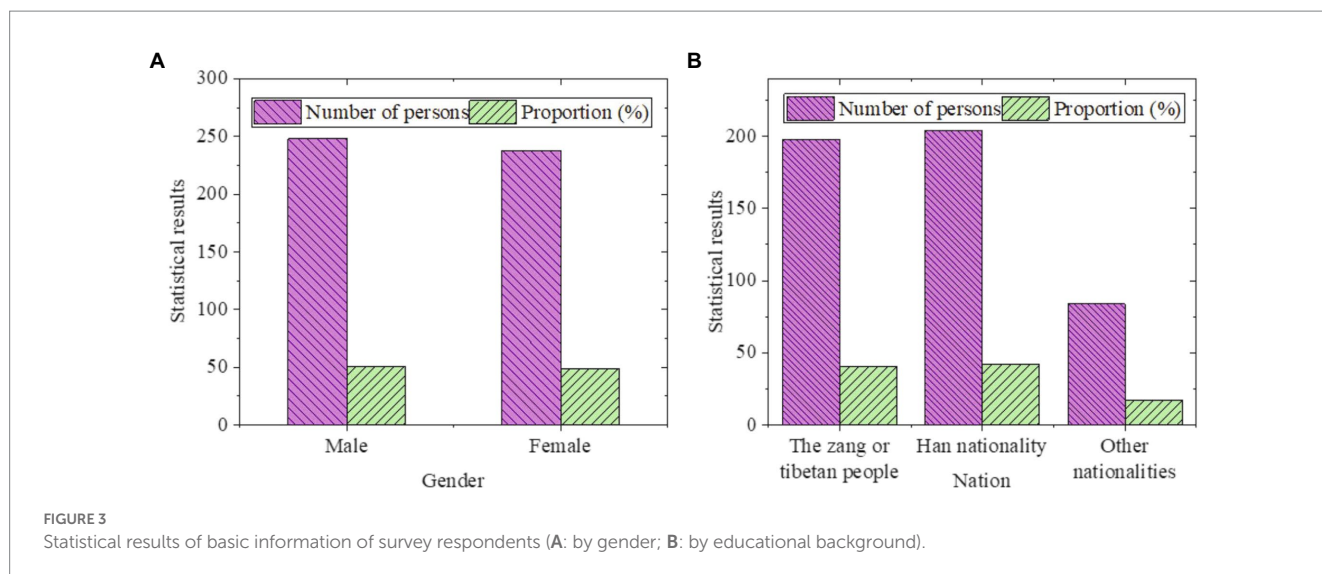 A
300
250
200
150
100
50
0
Statistical results
Number of persons
Proportion (%)
Male
Female
Gender
B
200
150
100
50
0
Statistical results
Number of persons
Proportion (%)
The zang or
tibetan people
Han nationality
Other
nationalities
Nation
FIGURE 3
Statistical results of basic information of survey respondents (A: by gender; B: by educational background).